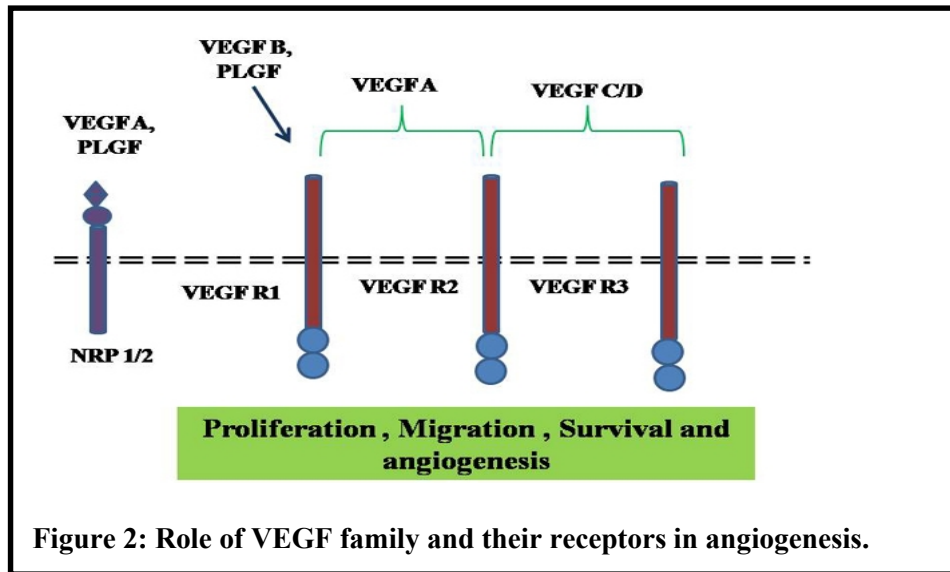 VEGF B,
PLGF
VEGF A
VEGF C/D
VEGF A,
PLGF
VEGF R1
VEGF R2
VEGF R3
NRP 1/2
Proliferation , Migration , Survival and
angiogenesis
Figure 2: Role of VEGF family and their receptors in angiogenesis.